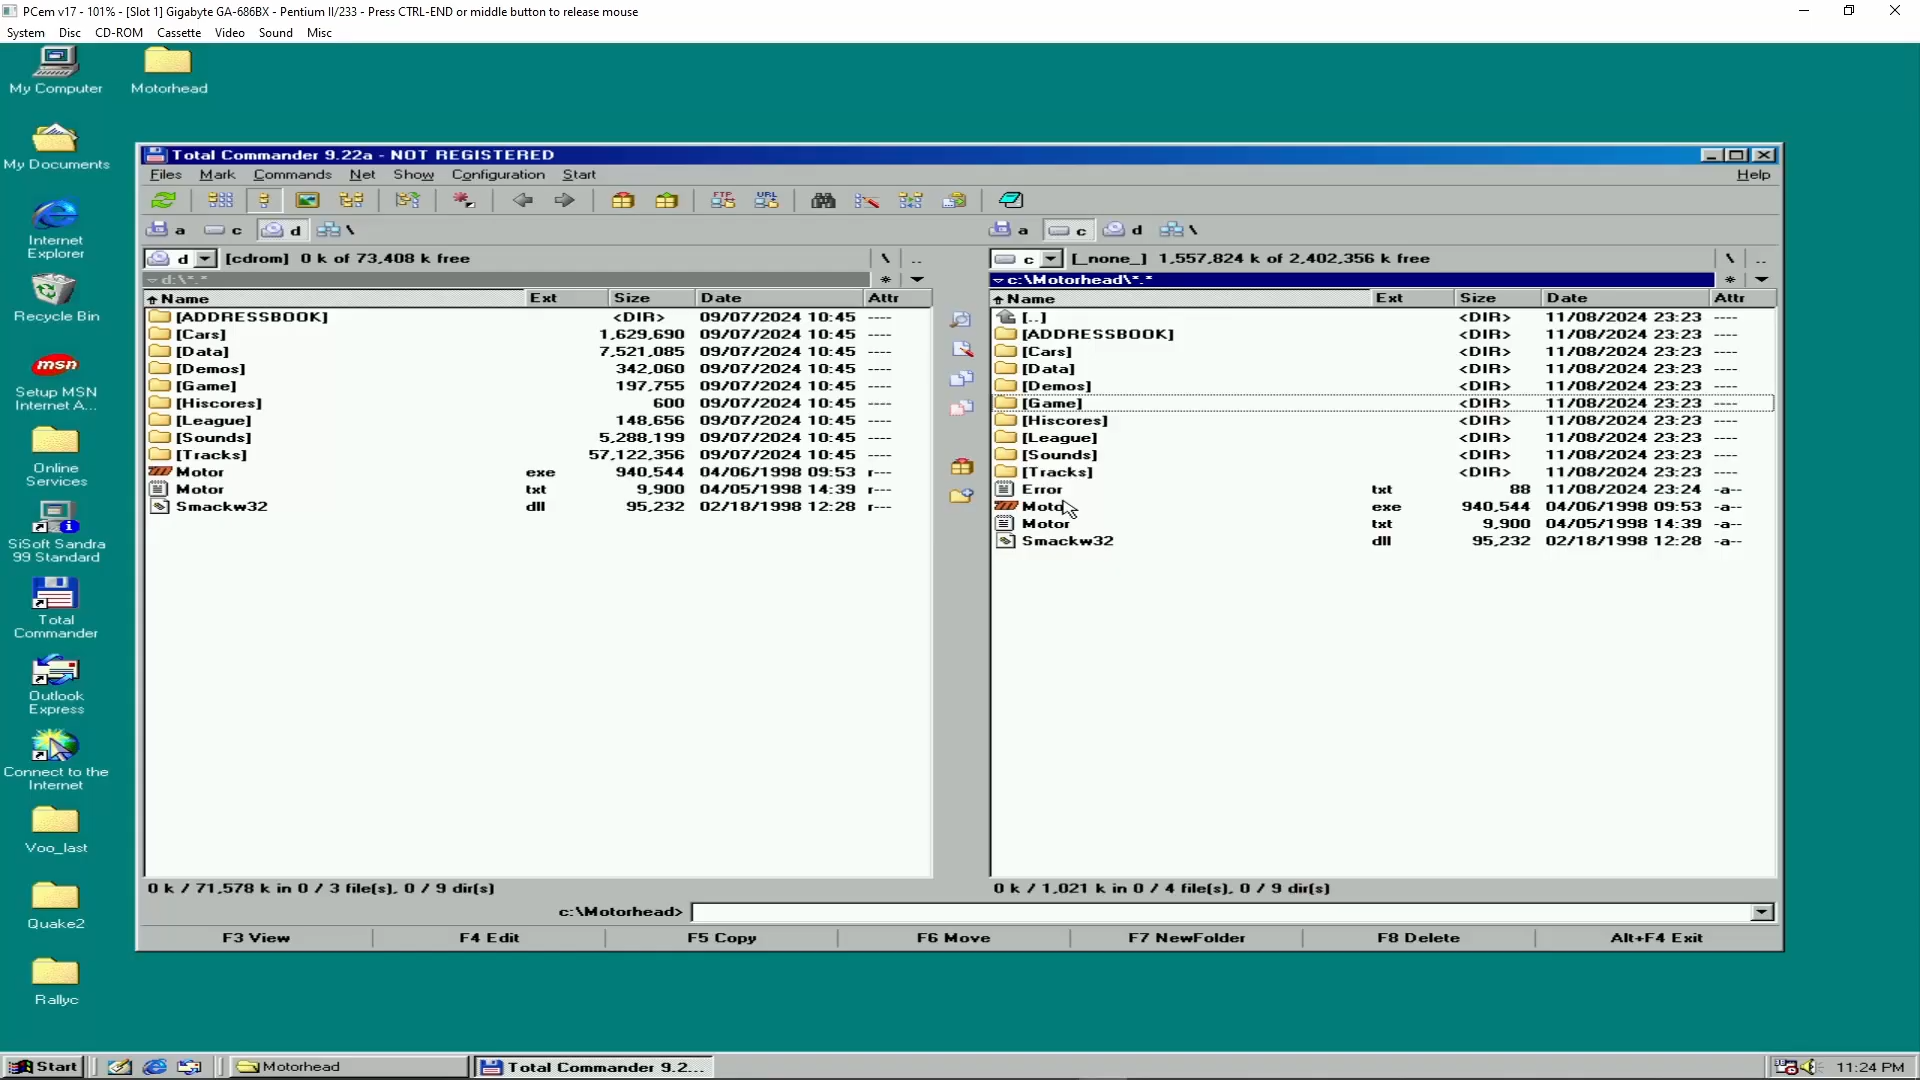 PCem v17 - 101% - [Slot 1] Gigabyte GA-686BX - Pentium II/233 - Press CTRL-END or middle button to release mouse
System Disc CD-ROM Cassette Video Sound Misc
My Computer
Motorhead
My Documents
Internet
Explorer
Recycle Bin
msn
Setup MSN
Internet A...
Online
Services
SiSoft Sandra
99 Standard
Total
Commander
Outlook
Express
Connect to the
Internet
Voo_last
Quake2
Rallyc
Total Commander 9.22a - NOT REGISTERED
Files Mark Commands Net Show Configuration Start Help
FTP URL
a c d \
a c d \
d [cdrom] 0 k of 73,408 k free \ ..
c [_none_] 1,557,824 k of 2,402,356 k free \ ..
d:\*.* *
c:\Motorhead\*.* *
Name Ext Size Date Attr
[ADDRESSBOOK] <DIR> 09/07/2024 10:45 ----
[Cars] 1,629,690 09/07/2024 10:45 ----
[Data] 7,521,085 09/07/2024 10:45 ----
[Demos] 342,060 09/07/2024 10:45 ----
[Game] 197,755 09/07/2024 10:45 ----
[Hiscores] 600 09/07/2024 10:45 ----
[League] 148,656 09/07/2024 10:45 ----
[Sounds] 5,288,199 09/07/2024 10:45 ----
[Tracks] 57,122,356 09/07/2024 10:45 ----
Motor exe 940,544 04/06/1998 09:53 r---
Motor txt 9,900 04/05/1998 14:39 r---
Smackw32 dll 95,232 02/18/1998 12:28 r---
0 k / 71,578 k in 0 / 3 file(s), 0 / 9 dir(s)
Name Ext Size Date Attr
[..] <DIR> 11/08/2024 23:23 ----
[ADDRESSBOOK] <DIR> 11/08/2024 23:23 ----
[Cars] <DIR> 11/08/2024 23:23 ----
[Data] <DIR> 11/08/2024 23:23 ----
[Demos] <DIR> 11/08/2024 23:23 ----
[Game] <DIR> 11/08/2024 23:23 ----
[Hiscores] <DIR> 11/08/2024 23:23 ----
[League] <DIR> 11/08/2024 23:23 ----
[Sounds] <DIR> 11/08/2024 23:23 ----
[Tracks] <DIR> 11/08/2024 23:23 ----
Error txt 88 11/08/2024 23:24 -a--
Motor exe 940,544 04/06/1998 09:53 -a--
Motor txt 9,900 04/05/1998 14:39 -a--
Smackw32 dll 95,232 02/18/1998 12:28 -a--
0 k / 1,021 k in 0 / 4 file(s), 0 / 9 dir(s)
c:\Motorhead>
F3 View F4 Edit F5 Copy F6 Move F7 NewFolder F8 Delete Alt+F4 Exit
Start Motorhead Total Commander 9.2... 11:24 PM